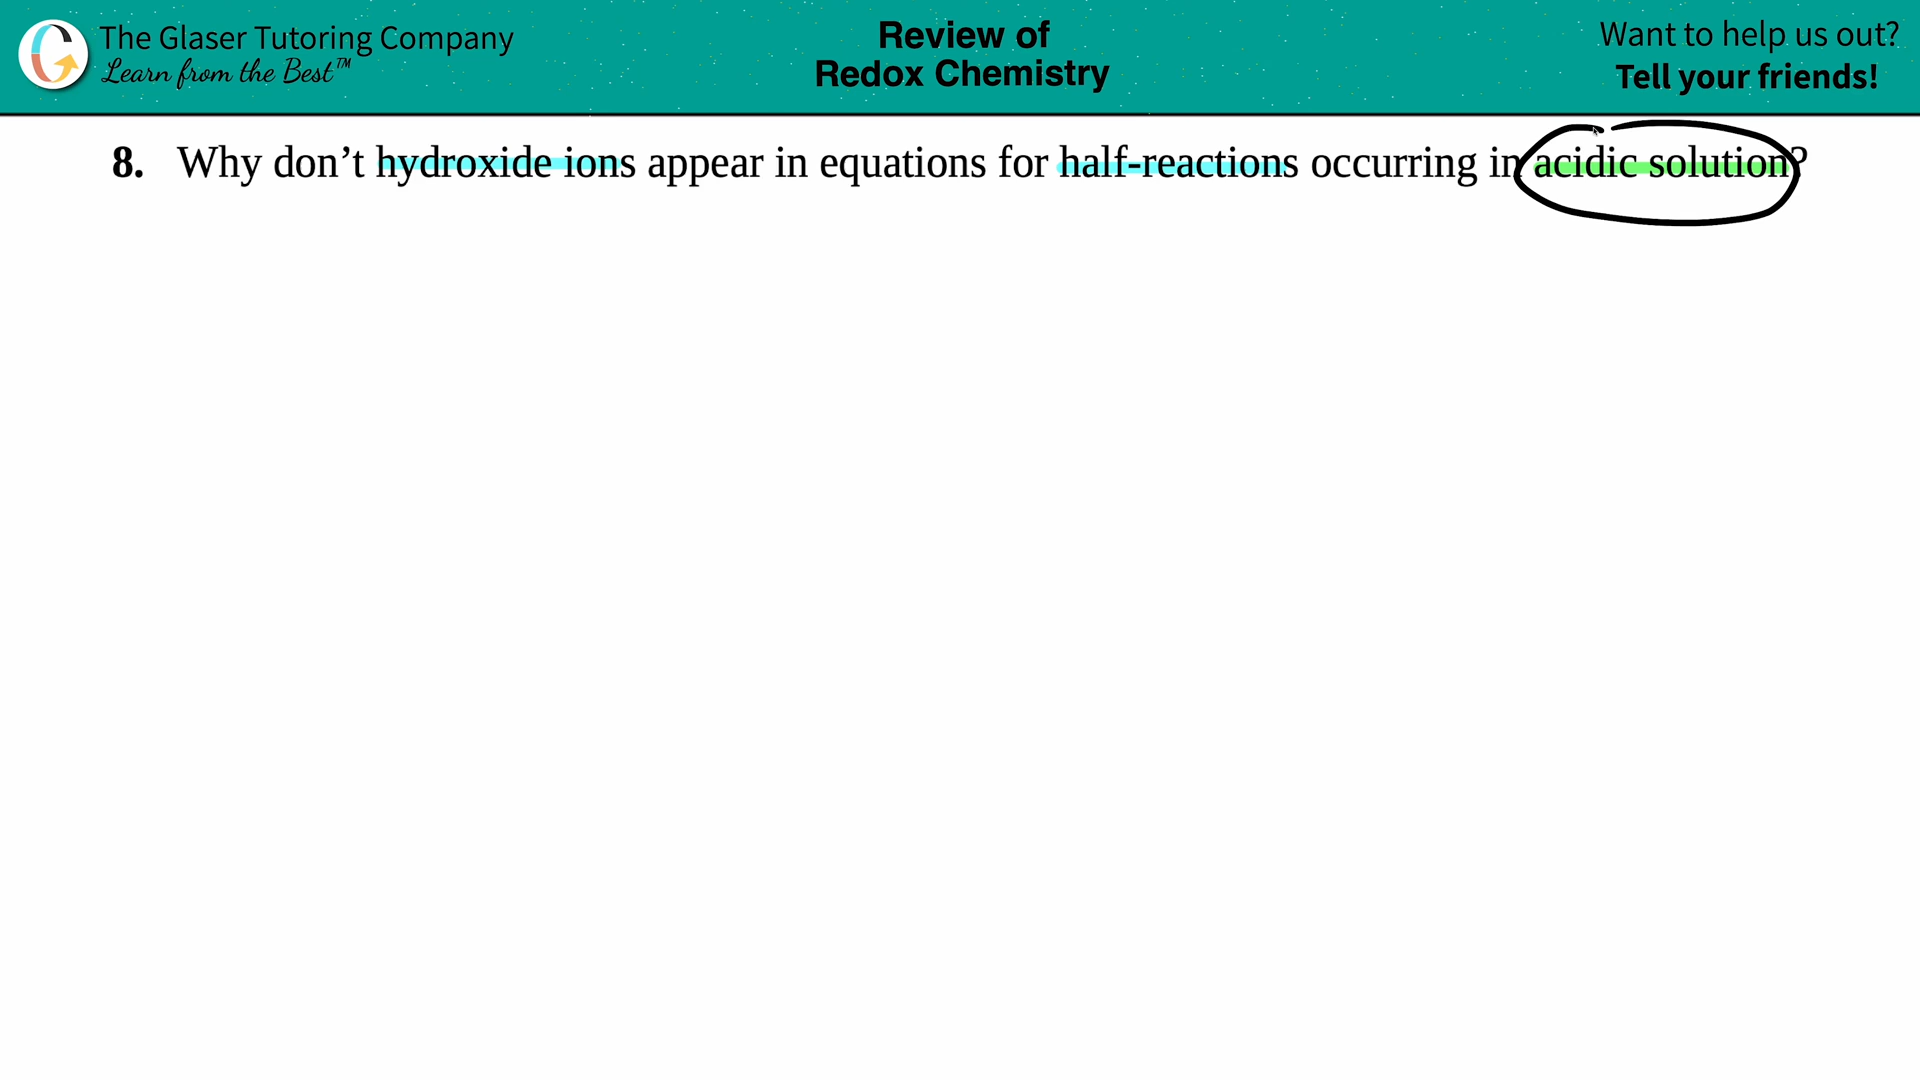 The Glaser Tutoring Company
Learn from the Best™
Review of
Redox Chemistry
Want to help us out?
Tell your friends!
8. Why don’t hydroxide ions appear in equations for half-reactions occurring in acidic solution?